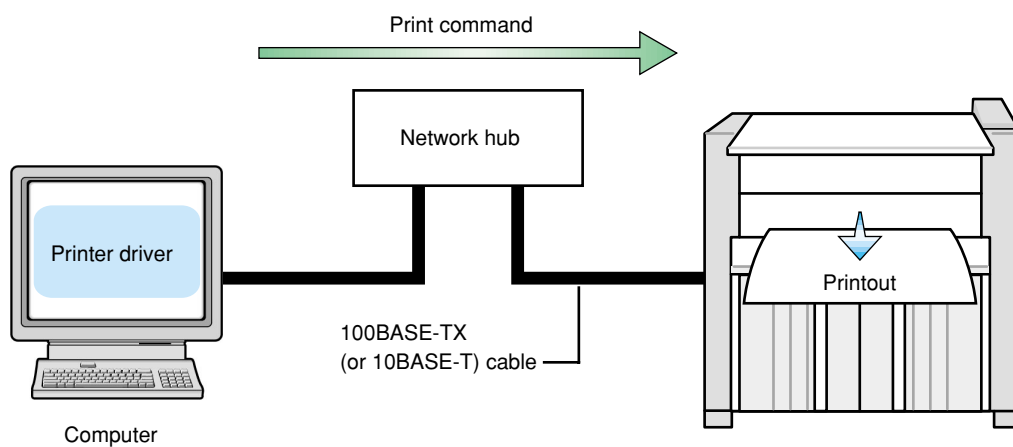 Print command
Network hub
Printer driver
Printout
100BASE-TX
(or 10BASE-T) cable
Computer